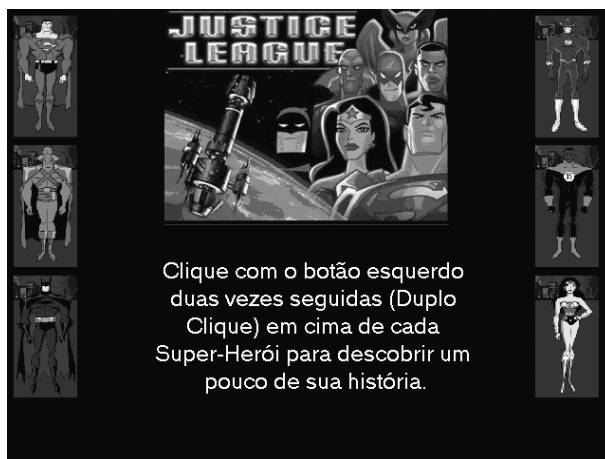 JUSTICE
LEAGUE
Clique com o botão esquerdo
duas vezes seguidas (Duplo
Clique) em cima de cada
Super-Herói para descobrir um
pouco de sua história.